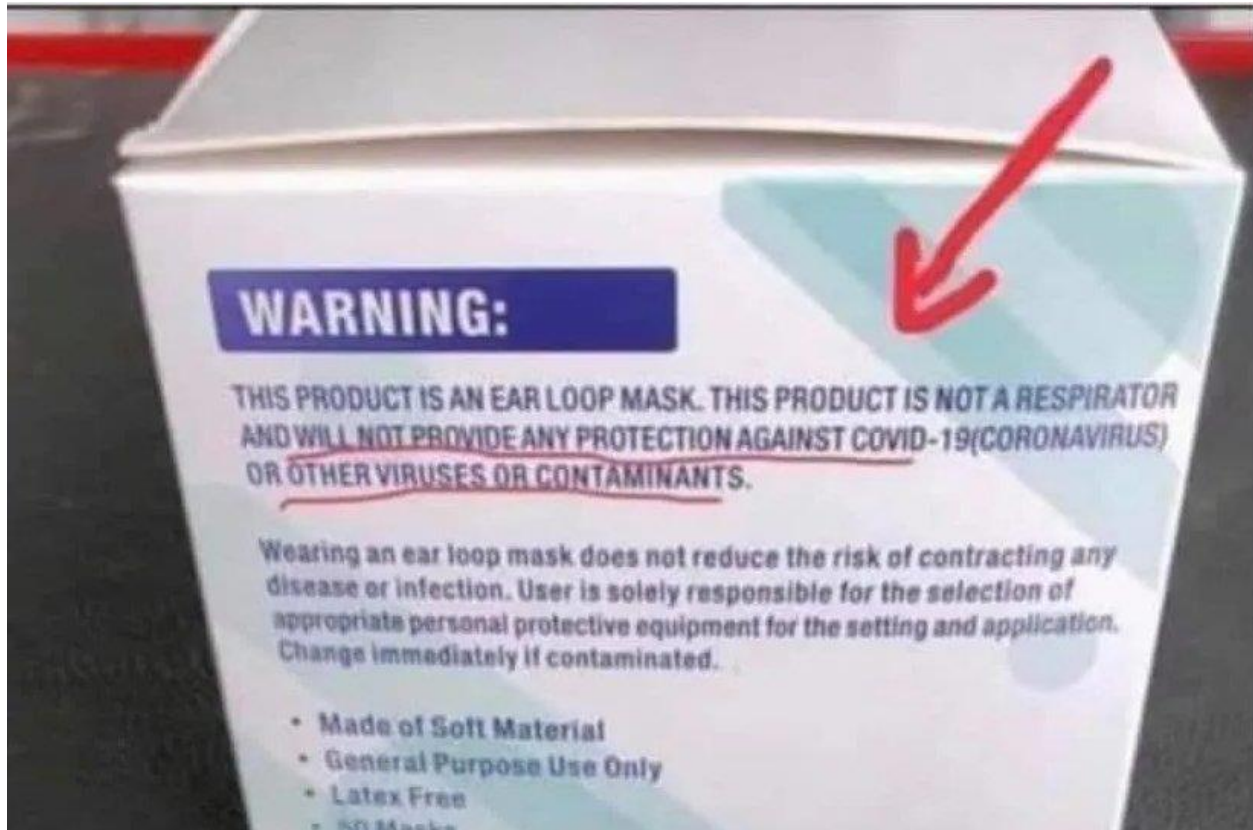 WARNING:
THIS PRODUCT IS AN EAR LOOP MASK. THIS PRODUCT IS NOT A RESPIRATOR
AND WILL NOT PROVIDE ANY PROTECTION AGAINST COVID-19(CORONAVIRUS)
OR OTHER VIRUSES OR CONTAMINANTS.
Wearing an ear loop mask does not reduce the risk of contracting any
disease or infection. User is solely responsible for the selection of
appropriate personal protective equipment for the setting and application.
Change immediately if contaminated.
• Made of Soft Material
• General Purpose Use Only
• Latex Free
• 50 Masks